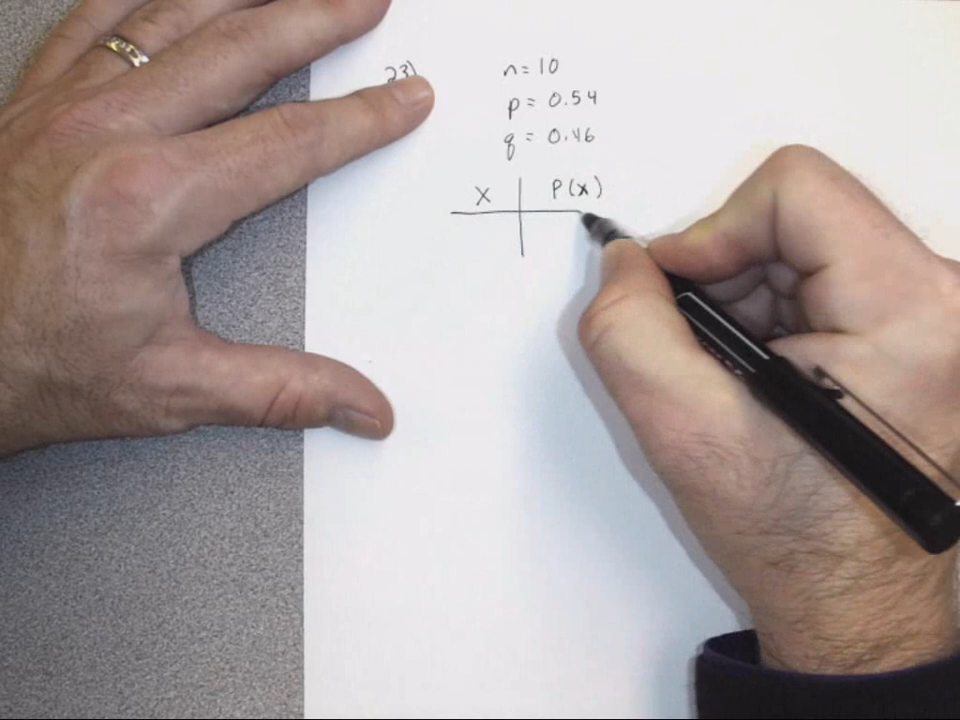 23)
n = 10
p = 0.54
q = 0.46
X P(x)